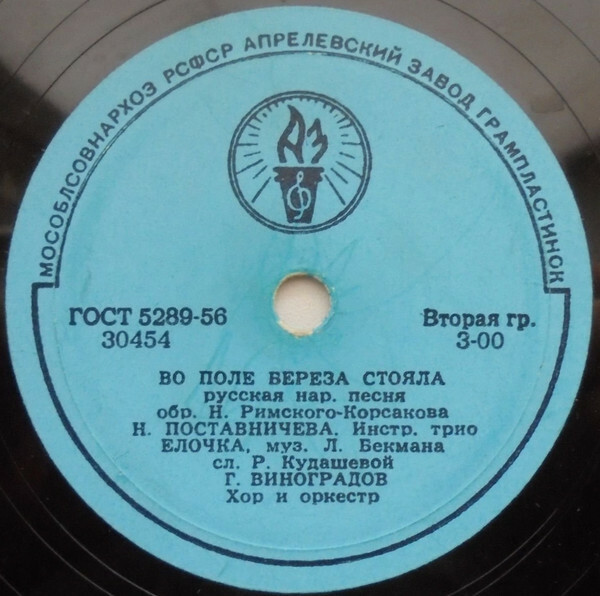 МОСОБЛСОВНАРХОЗ РСФСР АПРЕЛЕВСКИЙ ЗАВОД ГРАМПЛАСТИНОК
АЗ
ГОСТ 5289-56
30454
Вторая гр.
3-00
ВО ПОЛЕ БЕРЕЗА СТОЯЛА
русская нар. песня
обр. Н. Римского-Корсакова
Н. ПОСТАВНИЧЕВА. Инстр. трио
ЕЛОЧКА, муз. Л. Бекмана
сл. Р. Кудашевой
Г. ВИНОГРАДОВ
Хор и оркестр